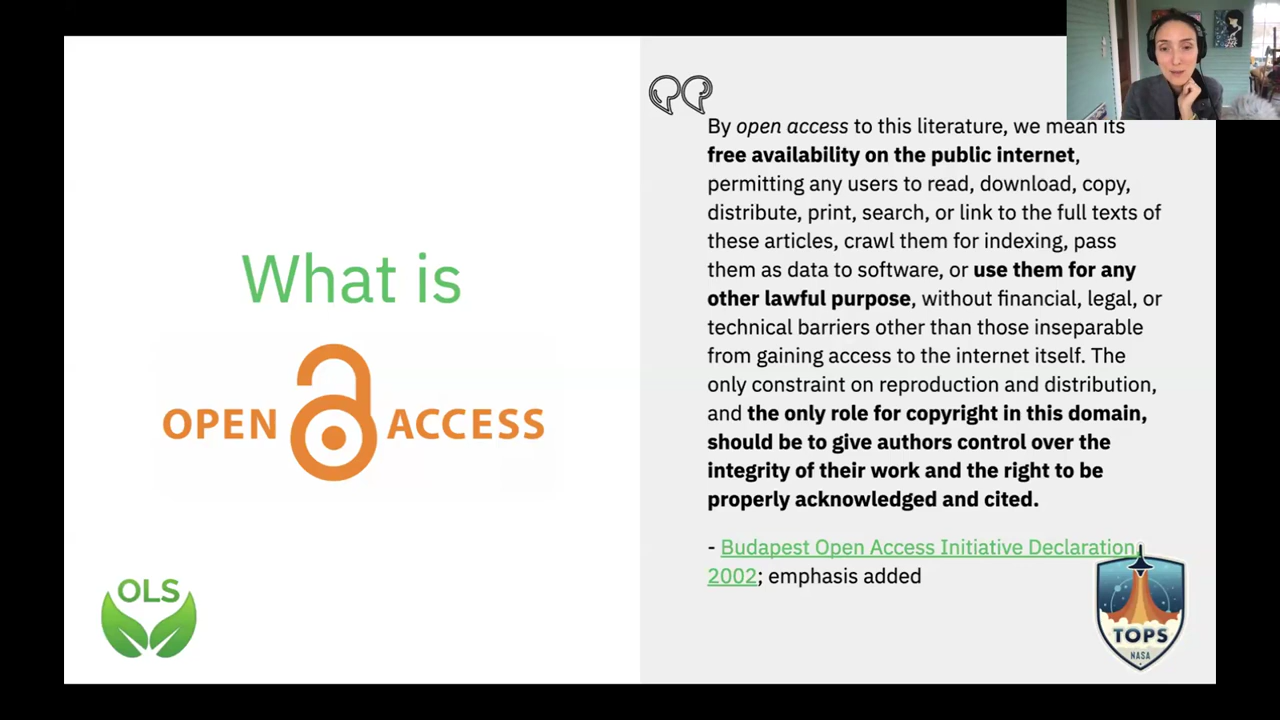 What is
OPEN ACCESS
OLS
By open access to this literature, we mean its
free availability on the public internet,
permitting any users to read, download, copy,
distribute, print, search, or link to the full texts of
these articles, crawl them for indexing, pass
them as data to software, or use them for any
other lawful purpose, without financial, legal, or
technical barriers other than those inseparable
from gaining access to the internet itself. The
only constraint on reproduction and distribution,
and the only role for copyright in this domain,
should be to give authors control over the
integrity of their work and the right to be
properly acknowledged and cited.
- Budapest Open Access Initiative Declaration,
2002; emphasis added
TOPS
NASA